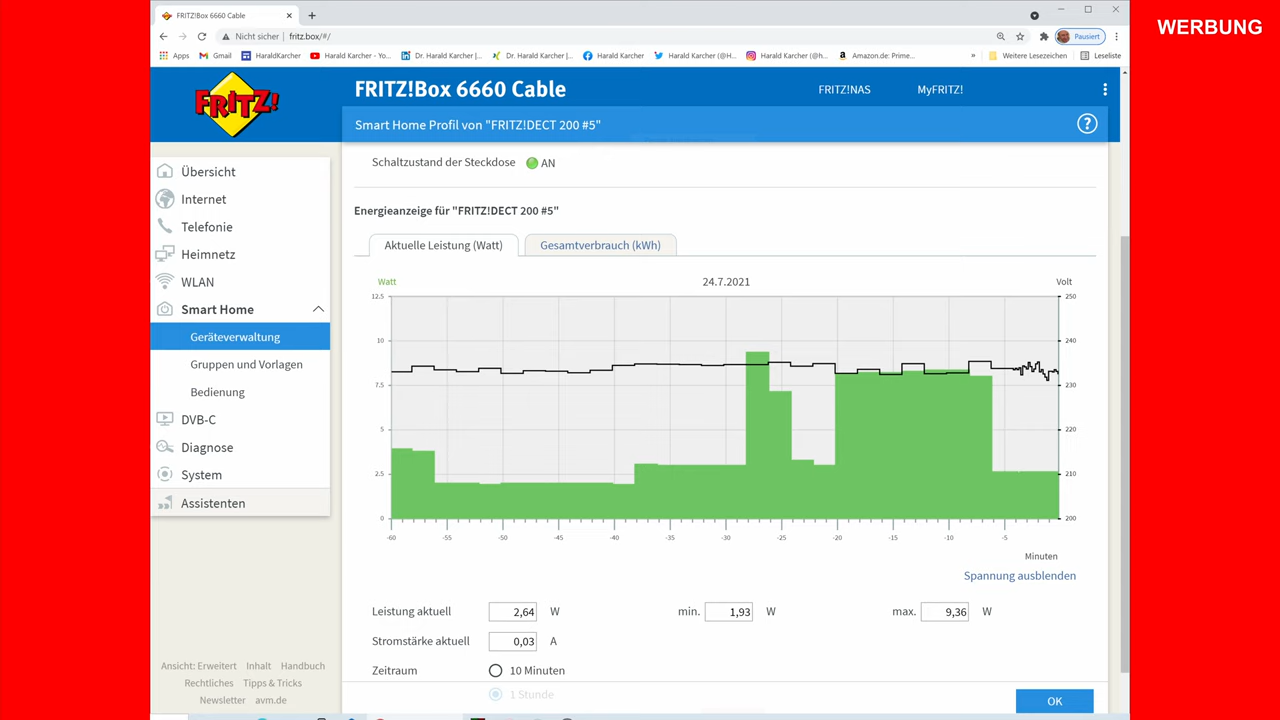 WERBUNG
FRITZ!Box 6660 Cable
Nicht sicher | fritz.box/#/
Pausiert
Apps
Gmail
HaraldKarcher
Harald Karcher - Yo...
Dr. Harald Karcher |...
Dr. Harald Karcher |...
Harald Karcher
Harald Karcher (@H...
Harald Karcher (@h...
Amazon.de: Prime...
»
Weitere Lesezeichen
Leseliste
FRITZ!
FRITZ!Box 6660 Cable
FRITZ!NAS
MyFRITZ!
Smart Home Profil von "FRITZ!DECT 200 #5"
?
Übersicht
Internet
Telefonie
Heimnetz
WLAN
Smart Home
Geräteverwaltung
Gruppen und Vorlagen
Bedienung
DVB-C
Diagnose
System
Assistenten
Ansicht: Erweitert Inhalt Handbuch
Rechtliches Tipps & Tricks
Newsletter avm.de
Schaltzustand der Steckdose AN
Energieanzeige für "FRITZ!DECT 200 #5"
Aktuelle Leistung (Watt)
Gesamtverbrauch (kWh)
Watt 24.7.2021 Volt
12.5 250
10 240
7.5 230
5 220
2.5 210
0 200
-60 -55 -50 -45 -40 -35 -30 -25 -20 -15 -10 -5
Minuten
Spannung ausblenden
Leistung aktuell 2,64 W min. 1,93 W max. 9,36 W
Stromstärke aktuell 0,03 A
Zeitraum 10 Minuten
1 Stunde
OK